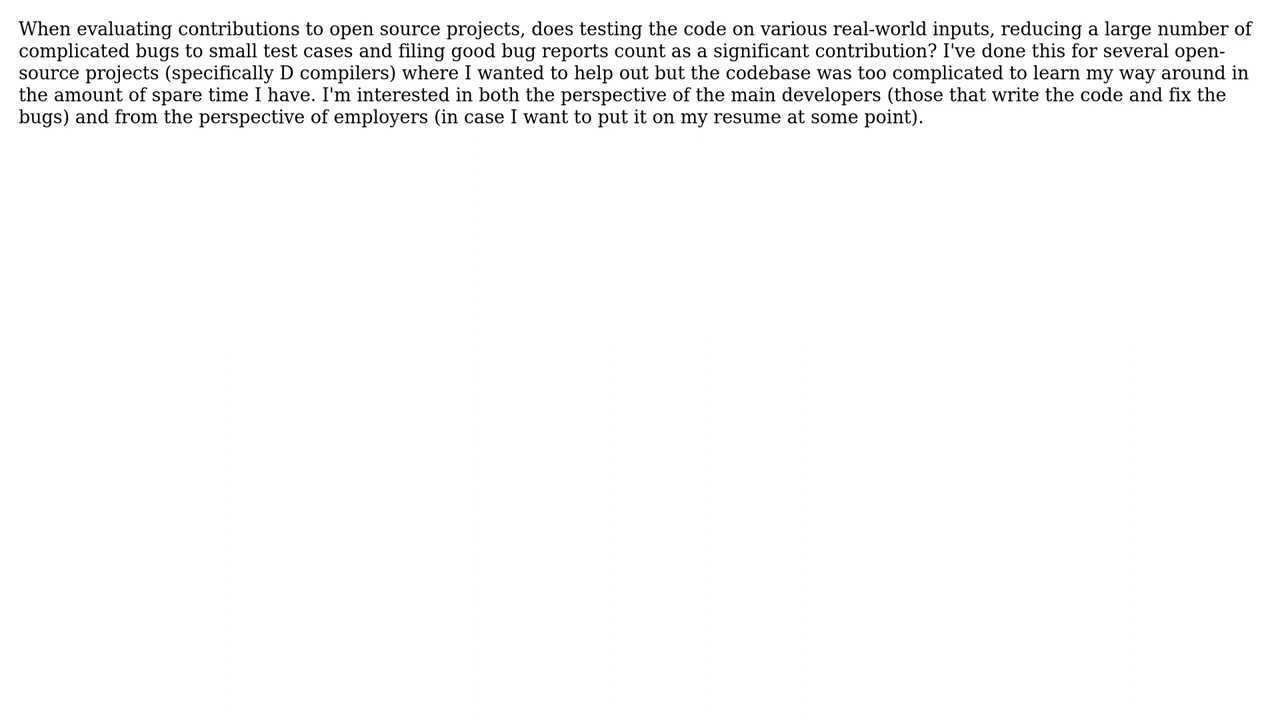 When evaluating contributions to open source projects, does testing the code on various real-world inputs, reducing a large number of
complicated bugs to small test cases and filing good bug reports count as a significant contribution? I've done this for several open-
source projects (specifically D compilers) where I wanted to help out but the codebase was too complicated to learn my way around in
the amount of spare time I have. I'm interested in both the perspective of the main developers (those that write the code and fix the
bugs) and from the perspective of employers (in case I want to put it on my resume at some point).